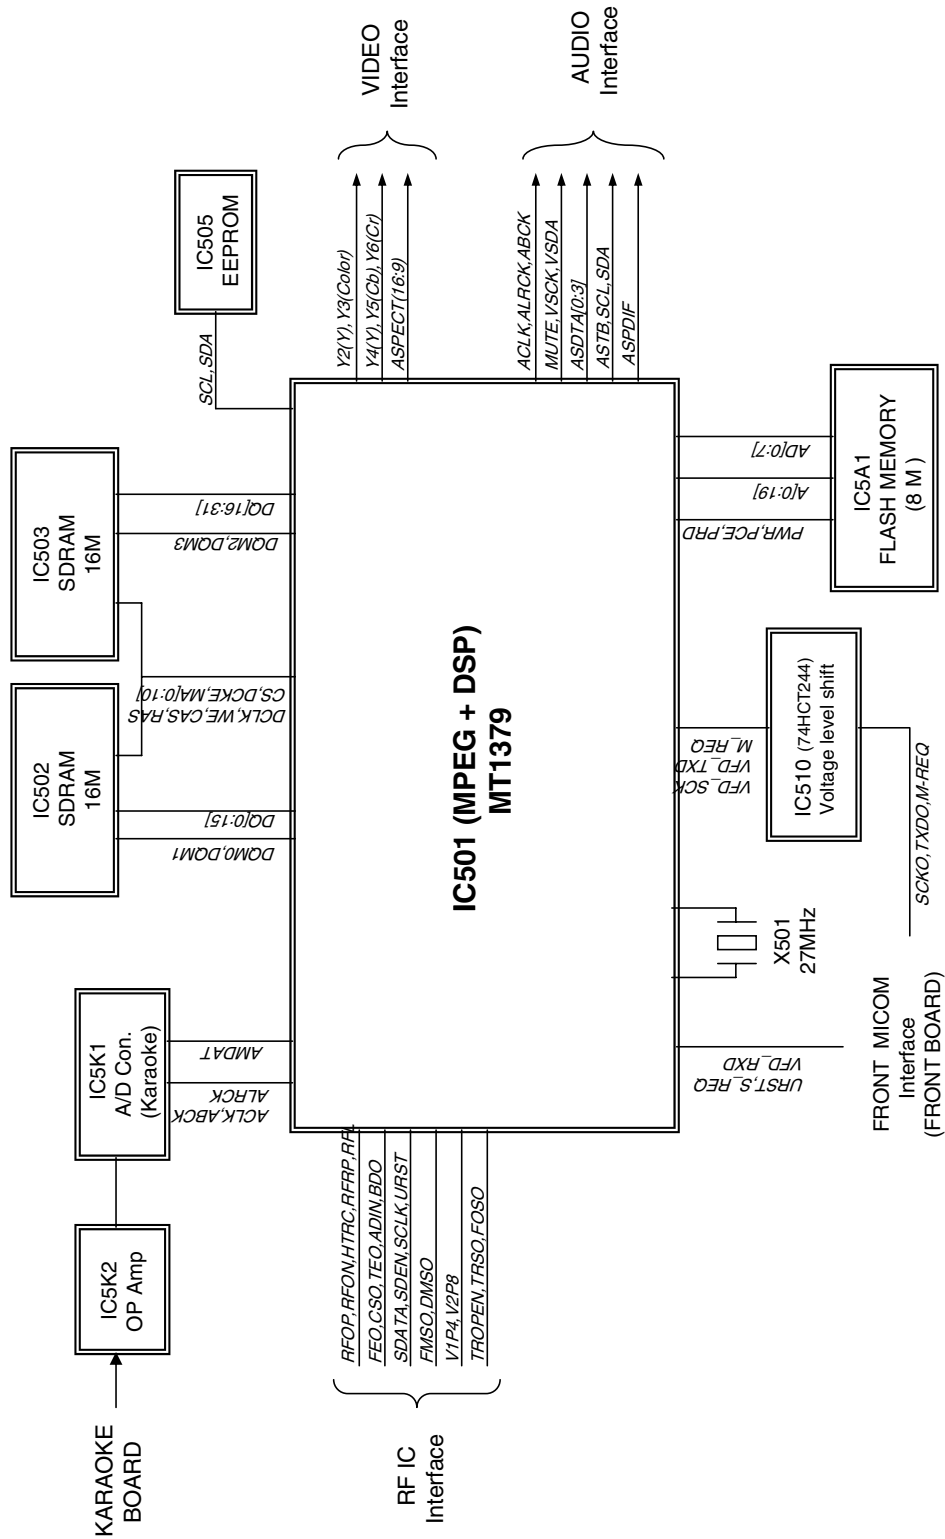 KARAOKE
BOARD
IC5K2
OP Amp
IC5K1
A/D Con.
(Karaoke)
ACLK,ABCK
ALRCK
AMDAT
IC502
SDRAM
16M
DQM0,DQM1
DQ[0:15]
DCLK,WE,CAS,RAS
CS,DCKE,MA[0:10]
IC503
SDRAM
16M
DQM2,DQM3
DQ[16:31]
IC505
EEPROM
SCL,SDA
RF IC
Interface
RFOP,RFON,HTRC,RFRP,RFL
FEO,CSO,TEO,ADIN,BDO
SDATA,SDEN,SCLK,URST
FMSO,DMSO
V1P4,V2P8
TROPEN,TRSO,FOSO
IC501 (MPEG + DSP)
MT1379
Y2(Y),Y3(Color)
Y4(Y),Y5(Cb),Y6(Cr)
ASPECT(16:9)
VIDEO
Interface
ACLK,ALRCK,ABCK
MUTE,VSCK,VSDA
ASDTA[0:3]
ASTB,SCL,SDA
ASPDIF
AUDIO
Interface
URST,S_REQ
VFD_RXD
X501
27MHz
VFD_SCK
VFD_TXD
M_REQ
IC510 (74HCT244)
Voltage level shift
SCKO,TXDO,M-REQ
FRONT MICOM
Interface
(FRONT BOARD)
PWR,PCE,PRD
A[0:19]
AD[0:7]
IC5A1
FLASH MEMORY
(8 M )